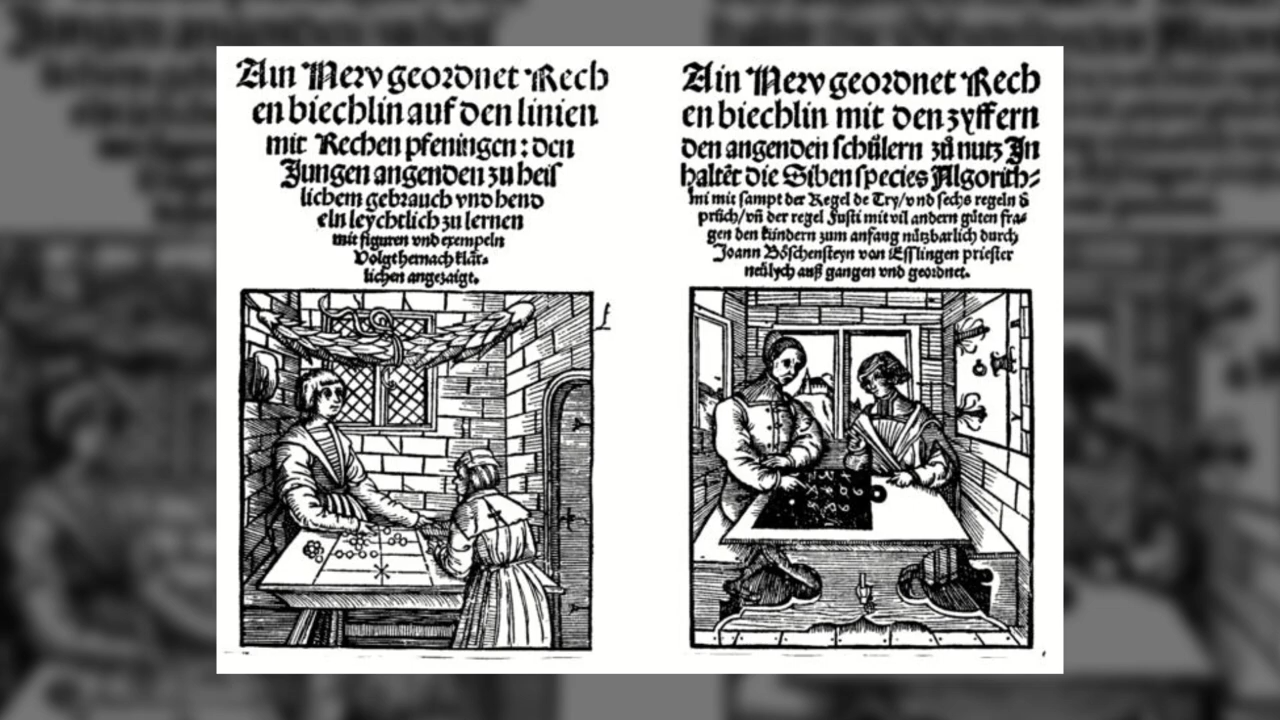 Ain Nerv geordnet Rech
en biechlin auf den linien
mit Rechen pfeningen: den
Jungen angenden zu heis
lichem gebrauch vnd hend
eln leychtlich zu lernen
mit figuren vnd exempeln
Volgt hernach klär-
lichen angezaigt.
Ain Nerv geordnet Rech
en biechlin mit den zyffern
den angenden schülern zů nutz In
haltēt die Siben species Algorith-
mi mit sampt der Regel de Try/vnd sechs regeln d̕
prüch/vñ der regel Fusti mit vil andern gůten fra-
gen den kündern zum anfang nützbarlich durch
Joann Böschensteyn von Esslingen priester
neülych auß gangen vnd geordnet.